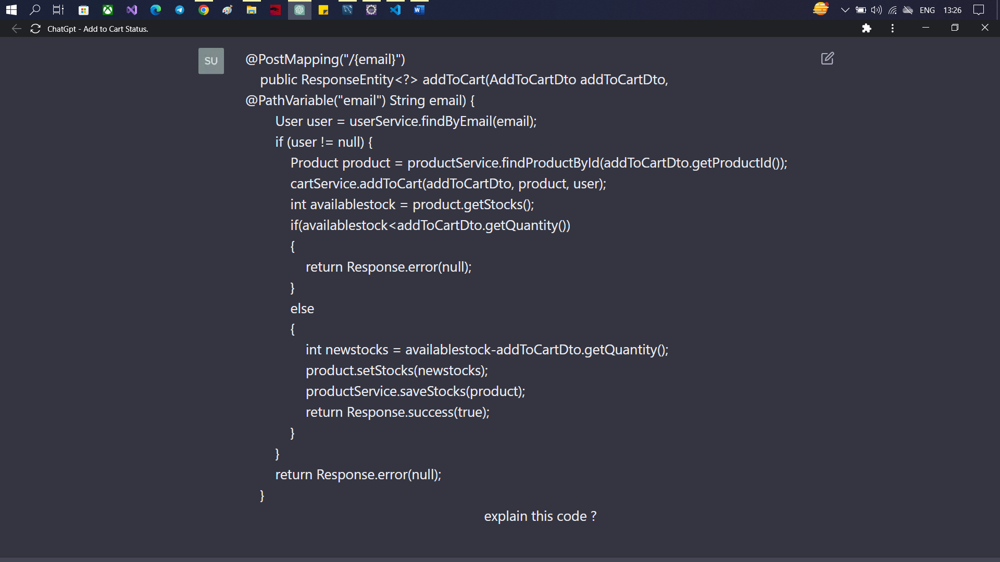 ENG 13:26
ChatGpt - Add to Cart Status.
SU
@PostMapping("/{email}")
public ResponseEntity<?> addToCart(AddToCartDto addToCartDto,
@PathVariable("email") String email) {
User user = userService.findByEmail(email);
if (user != null) {
Product product = productService.findProductById(addToCartDto.getProductId());
cartService.addToCart(addToCartDto, product, user);
int availablestock = product.getStocks();
if(availablestock<addToCartDto.getQuantity())
{
return Response.error(null);
}
else
{
int newstocks = availablestock-addToCartDto.getQuantity();
product.setStocks(newstocks);
productService.saveStocks(product);
return Response.success(true);
}
}
return Response.error(null);
}
explain this code ?